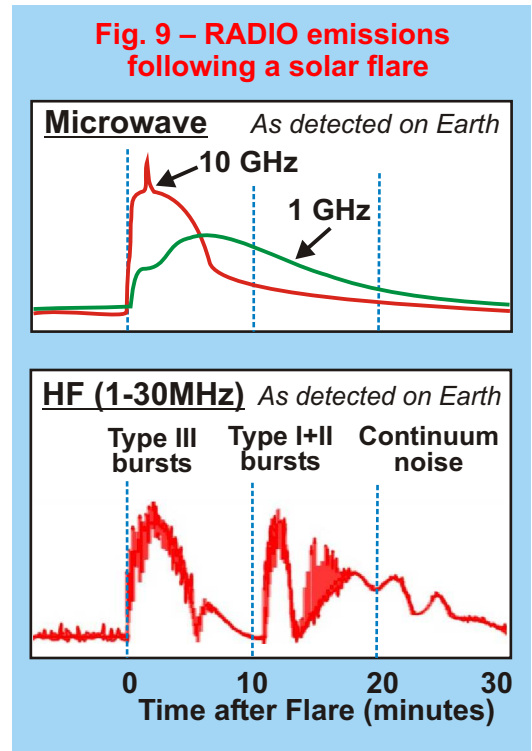 Fig. 9 – RADIO emissions
following a solar flare
Microwave As detected on Earth
10 GHz
1 GHz
HF (1-30MHz) As detected on Earth
Type III Type I+II Continuum
bursts bursts noise
0 10 20 30
Time after Flare (minutes)